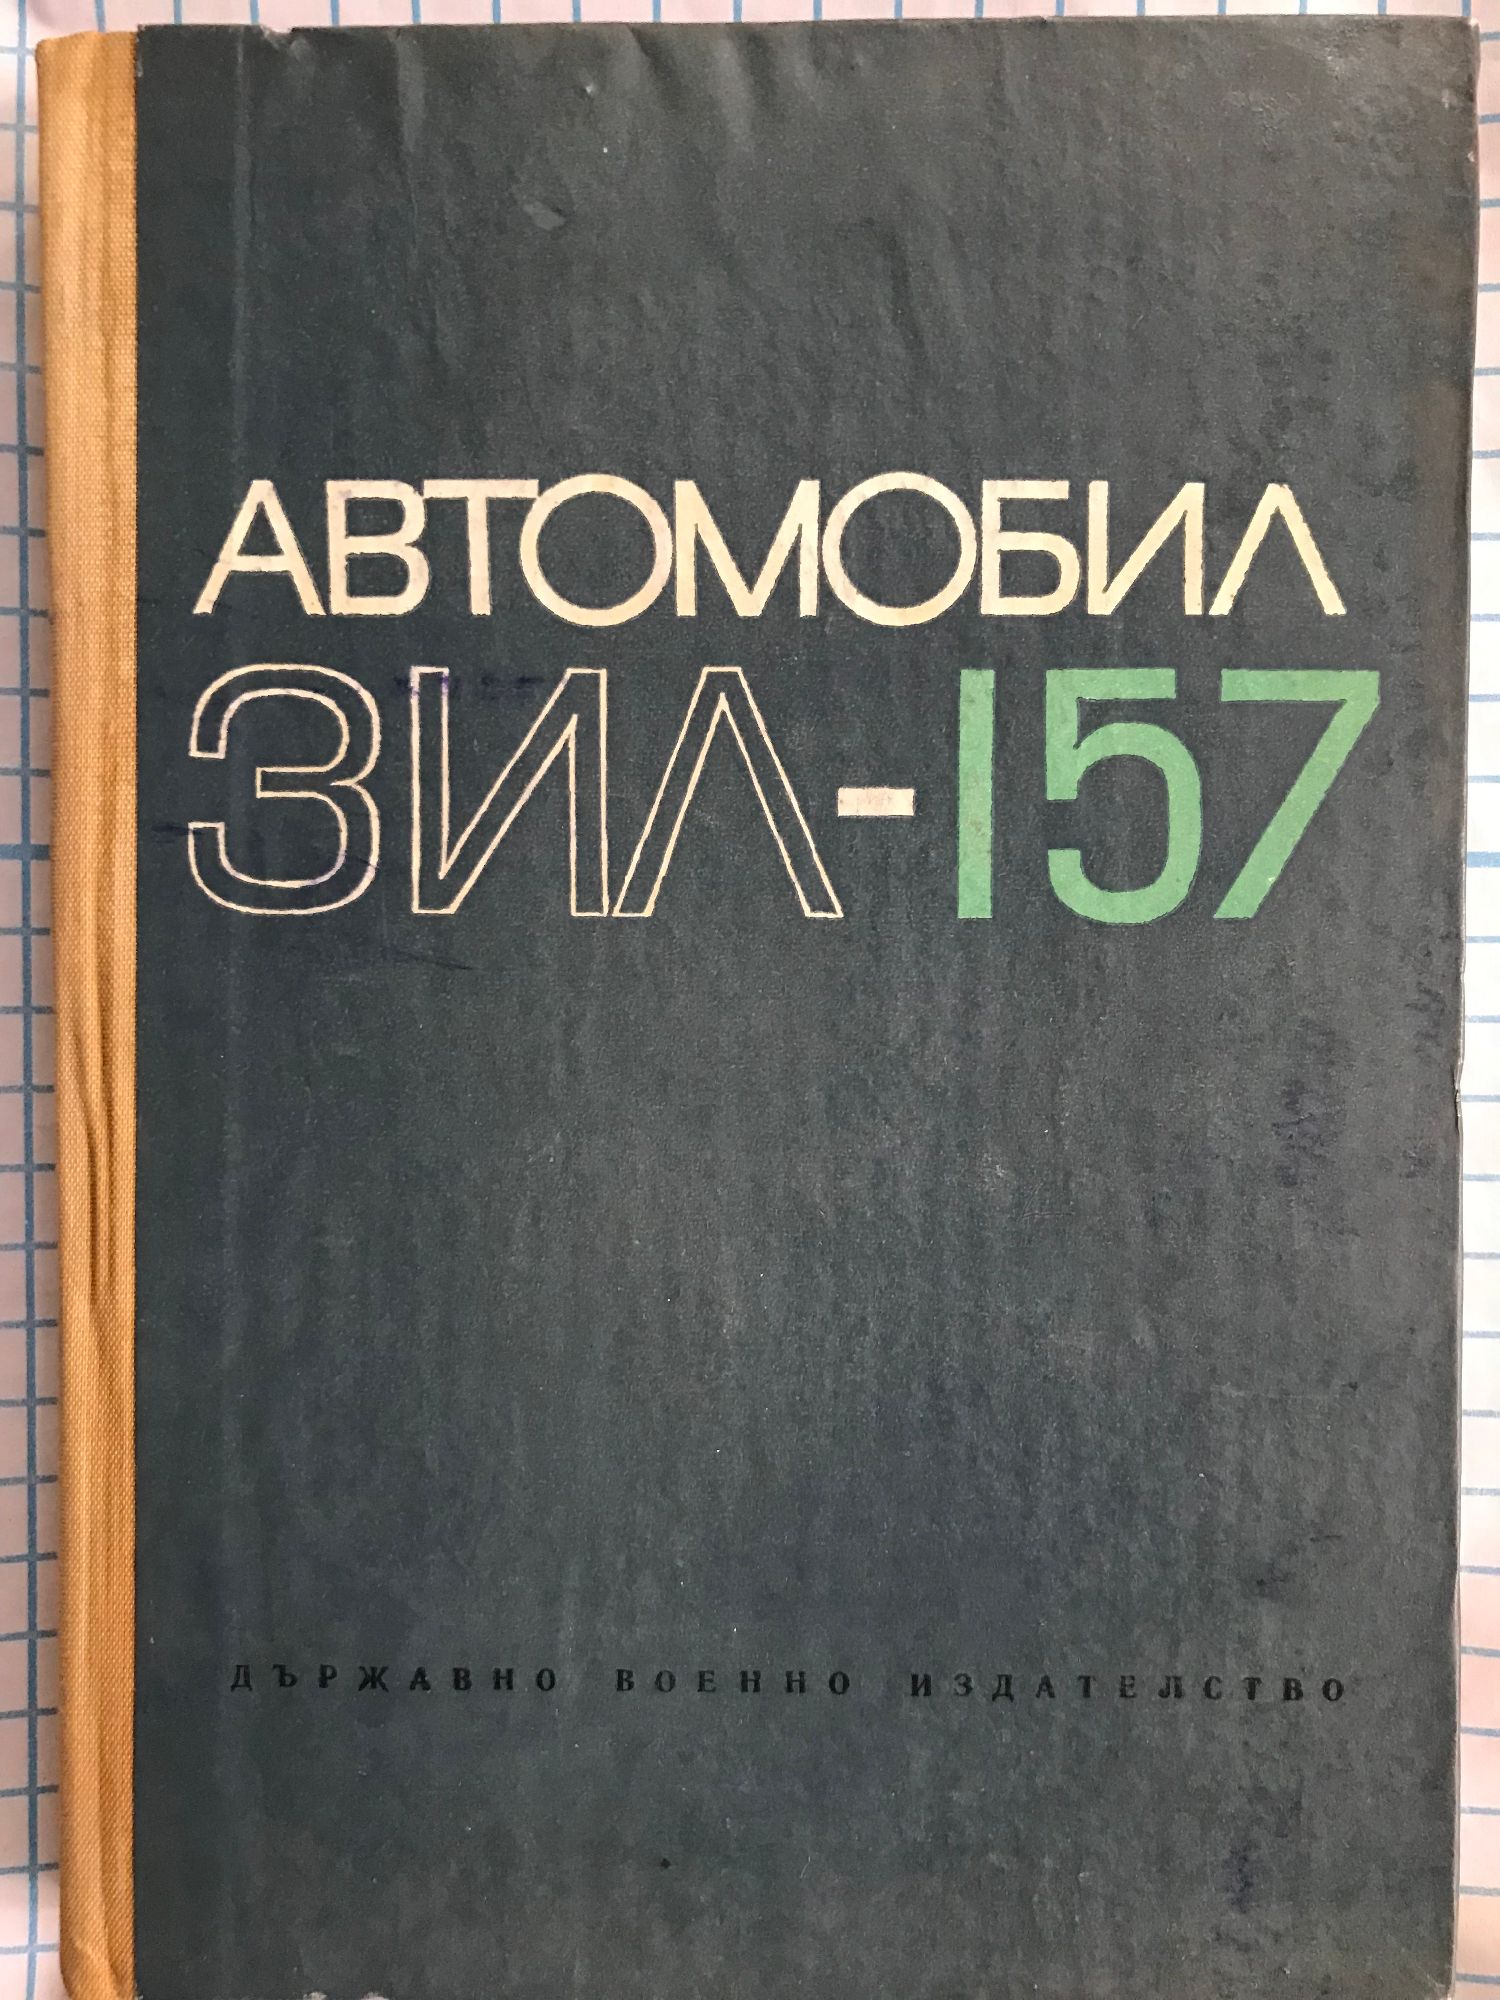 АВТОМОБИЛ
ЗИЛ-157
ДЪРЖАВНО ВОЕННО ИЗДАТЕЛСТВО